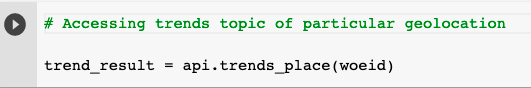 # Accessing trends topic of particular geolocation
trend_result = api.trends_place(woeid)